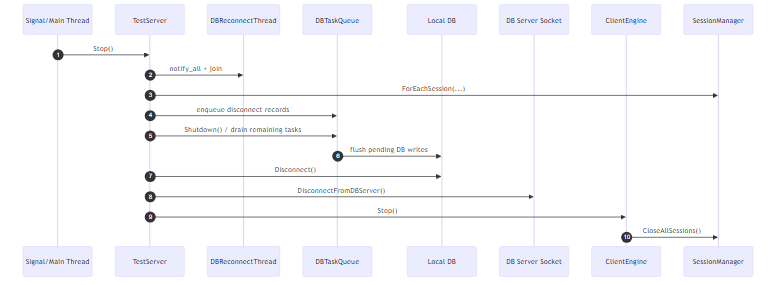 Signal/Main Thread TestServer DBReconnectThread DBTaskQueue Local DB DB Server Socket ClientEngine SessionManager
1 Stop()
2 notify_all + join
3 ForEachSession(...)
4 enqueue disconnect records
5 Shutdown() / drain remaining tasks
6 flush pending DB writes
7 Disconnect()
8 DisconnectFromDBServer()
9 Stop()
10 CloseAllSessions()
Signal/Main Thread TestServer DBReconnectThread DBTaskQueue Local DB DB Server Socket ClientEngine SessionManager